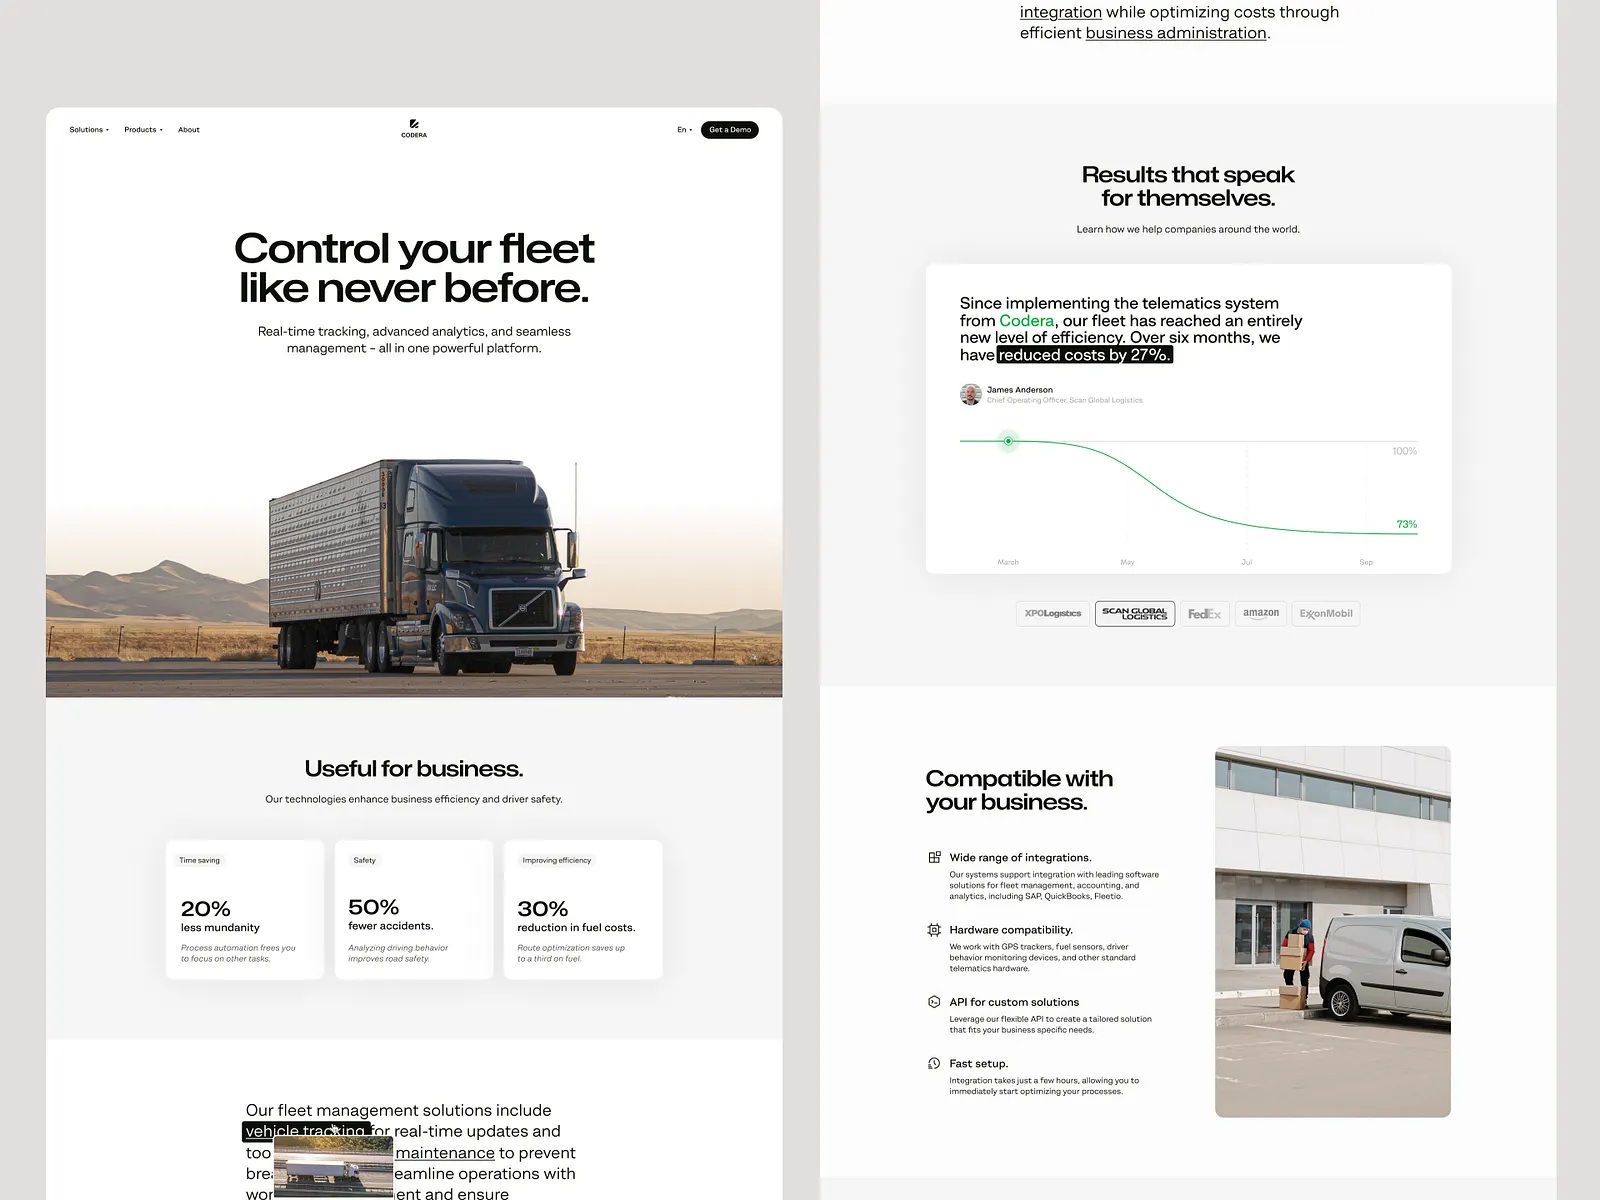 Solutions
Products
About
CODERA
En
Get a Demo
Control your fleet
like never before.
Real-time tracking, advanced analytics, and seamless
management – all in one powerful platform.
Useful for business.
Our technologies enhance business efficiency and driver safety.
Time saving
20%
less mundanity
Process automation frees you
to focus on other tasks.
Safety
50%
fewer accidents.
Analyzing driving behavior
improves road safety.
Improving efficiency
30%
reduction in fuel costs.
Route optimization saves up
to a third on fuel.
Our fleet management solutions include
vehicle tracking for real-time updates and
maintenance to prevent
operations with
and ensure
integration while optimizing costs through
efficient business administration.
Results that speak
for themselves.
Learn how we help companies around the world.
Since implementing the telematics system
from Codera, our fleet has reached an entirely
new level of efficiency. Over six months, we
have reduced costs by 27%.
James Anderson
Chief Operating Officer, Scan Global Logistics
100%
73%
March
May
Jul
Sep
XPOLogistics
SCAN GLOBAL
LOGISTICS
FedEx
amazon
ExxonMobil
Compatible with
your business.
Wide range of integrations.
Our systems support integration with leading software
solutions for fleet management, accounting, and
analytics, including SAP, QuickBooks, Fleetio.
Hardware compatibility.
We work with GPS trackers, fuel sensors, driver
behavior monitoring devices, and other standard
telematics hardware.
API for custom solutions
Leverage our flexible API to create a tailored solution
that fits your business specific needs.
Fast setup.
Integration takes just a few hours, allowing you to
immediately start optimizing your processes.